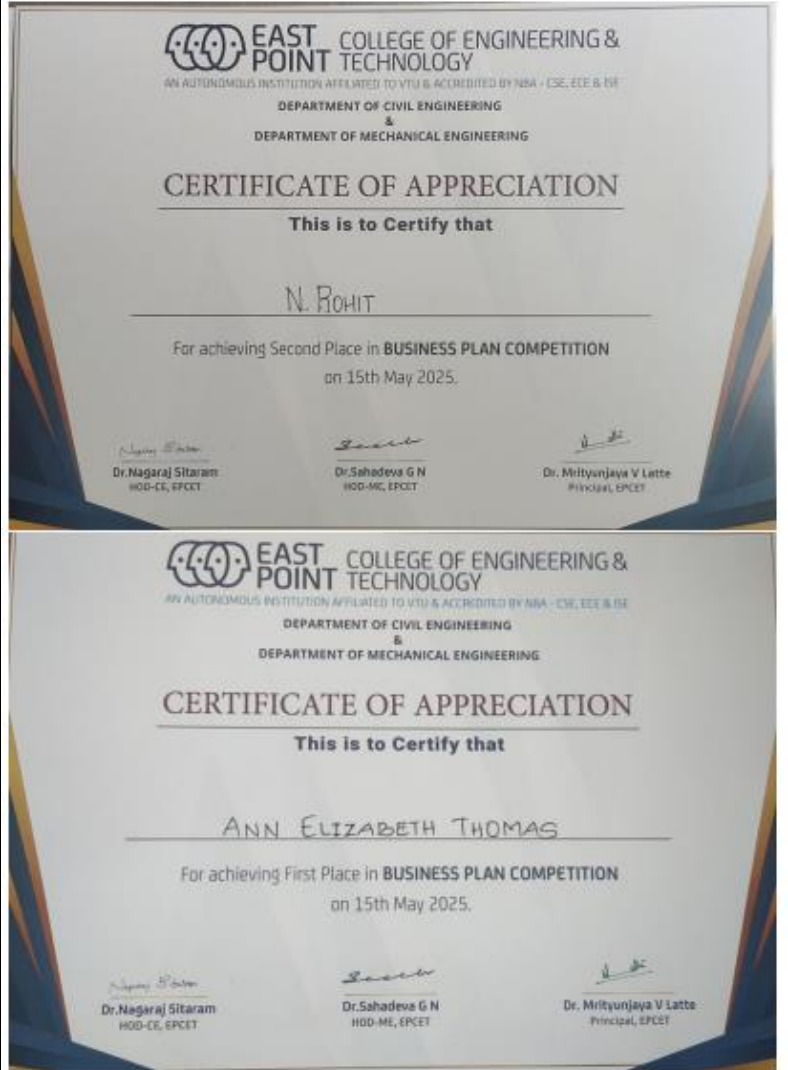 EAST POINT COLLEGE OF ENGINEERING & TECHNOLOGY
AN AUTONOMOUS INSTITUTION AFFILIATED TO VTU & ACCREDITED BY NBA - CSE, ECE & ISE
DEPARTMENT OF CIVIL ENGINEERING
&
DEPARTMENT OF MECHANICAL ENGINEERING
CERTIFICATE OF APPRECIATION
This is to Certify that
N. ROHIT
For achieving Second Place in BUSINESS PLAN COMPETITION
on 15th May 2025.
Nagaraj Sitaram
Dr.Nagaraj Sitaram Dr.Sahadeva G N Dr. Mrityunjaya V Latte
HOD-CE, EPCET HOD-ME, EPCET Principal, EPCET
EAST POINT COLLEGE OF ENGINEERING & TECHNOLOGY
AN AUTONOMOUS INSTITUTION AFFILIATED TO VTU & ACCREDITED BY NBA - CSE, ECE & ISE
DEPARTMENT OF CIVIL ENGINEERING
&
DEPARTMENT OF MECHANICAL ENGINEERING
CERTIFICATE OF APPRECIATION
This is to Certify that
ANN ELIZABETH THOMAS
For achieving First Place in BUSINESS PLAN COMPETITION
on 15th May 2025.
Nagaraj Sitaram
Dr.Nagaraj Sitaram Dr.Sahadeva G N Dr. Mrityunjaya V Latte
HOD-CE, EPCET HOD-ME, EPCET Principal, EPCET